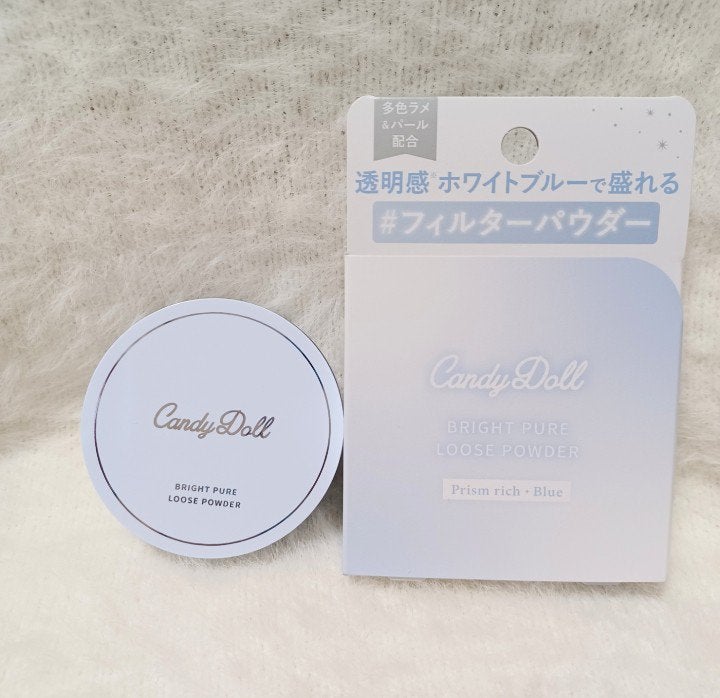 多色ラメ
&パール
配合
透明感*ホワイトブルーで盛れる
#フィルターパウダー
Candy Doll
BRIGHT PURE
LOOSE POWDER
Prism rich・Blue
Candy Doll
BRIGHT PURE
LOOSE POWDER